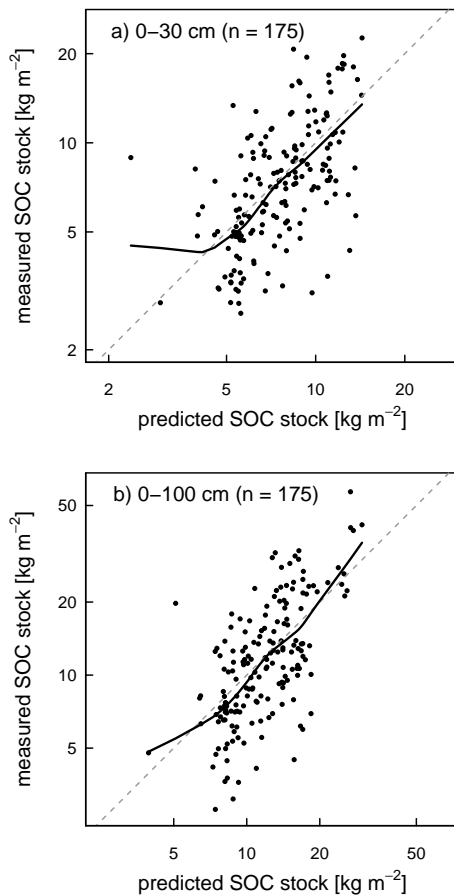 a) 0–30 cm (n = 175)
measured SOC stock [kg m⁻²]
20
10
5
2
2 5 10 20
predicted SOC stock [kg m⁻²]
b) 0–100 cm (n = 175)
measured SOC stock [kg m⁻²]
50
20
10
5
5 10 20 50
predicted SOC stock [kg m⁻²]